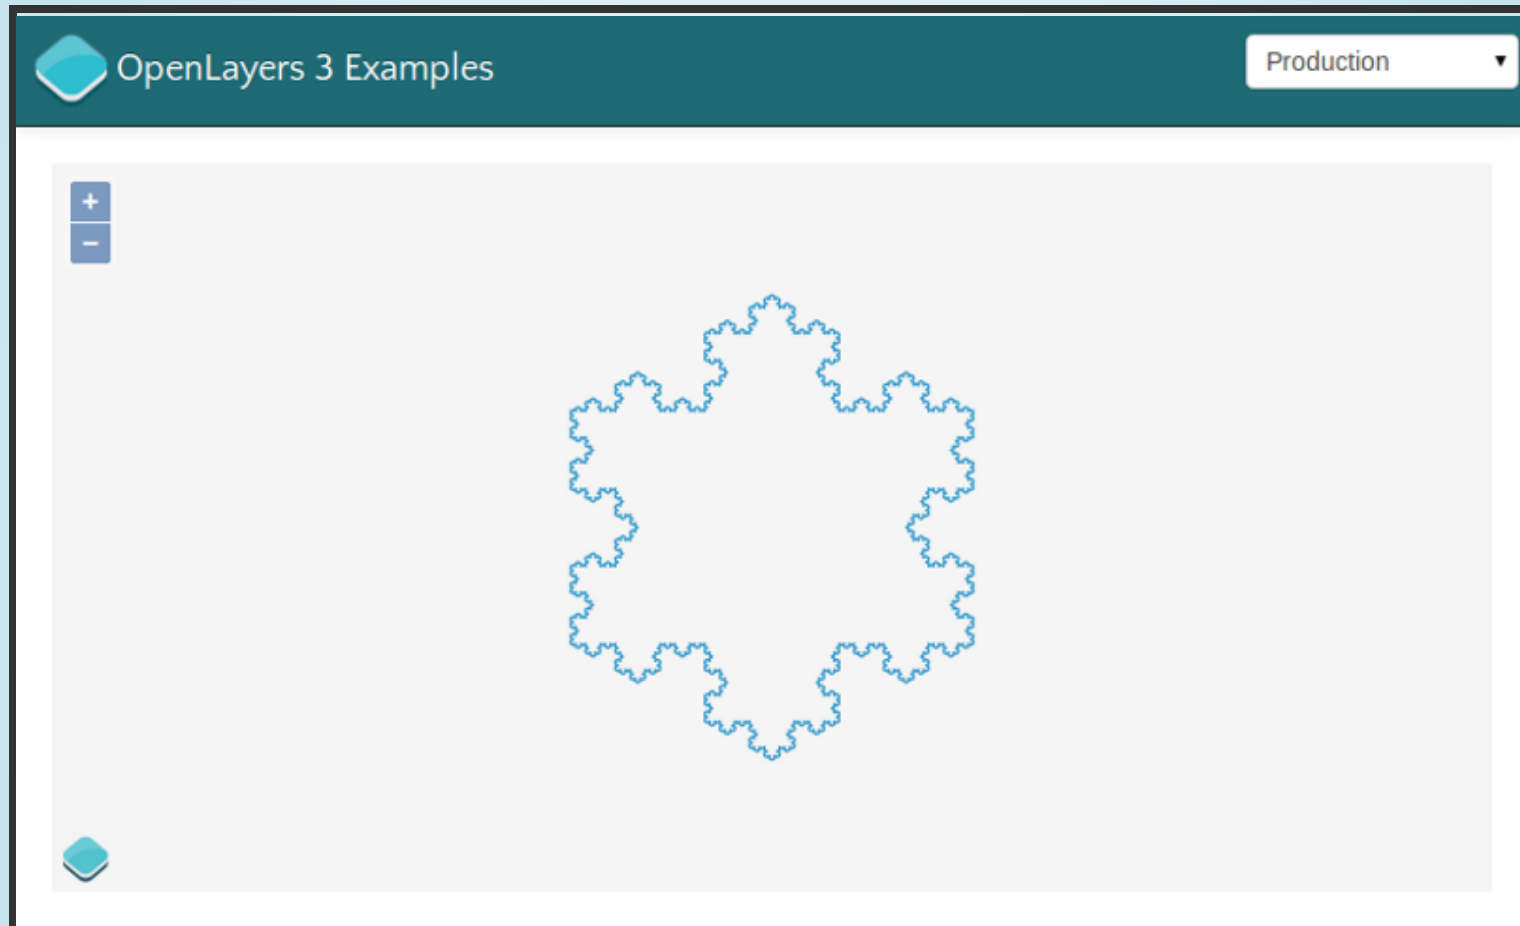 OpenLayers 3 Examples
Production
+
−